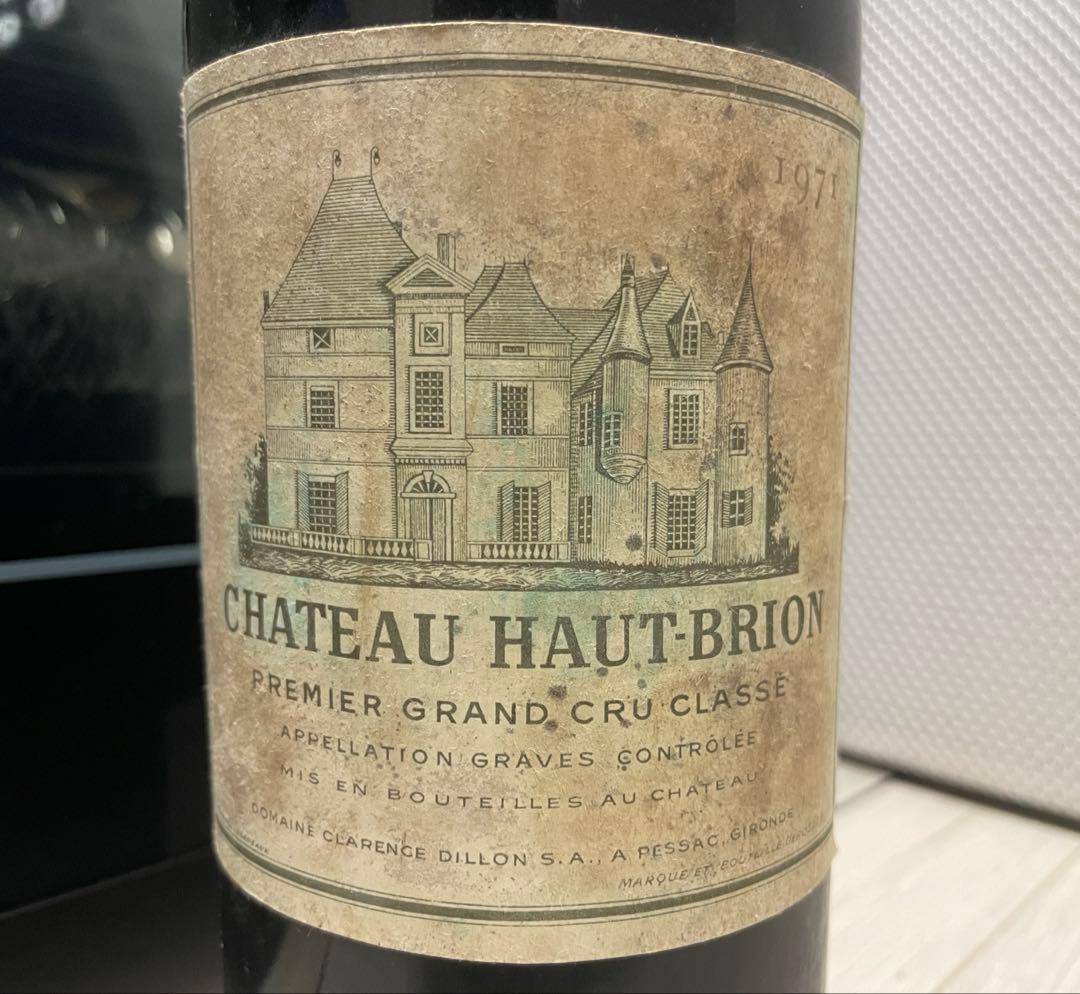 1971
CHATEAU HAUT-BRION
PREMIER GRAND CRU CLASSÉ
APPELLATION GRAVES CONTRÔLÉE
MIS EN BOUTEILLES AU CHATEAU
DOMAINE CLARENCE DILLON S.A., A PESSAC, GIRONDE
MARQUE ET BOUTEILLE